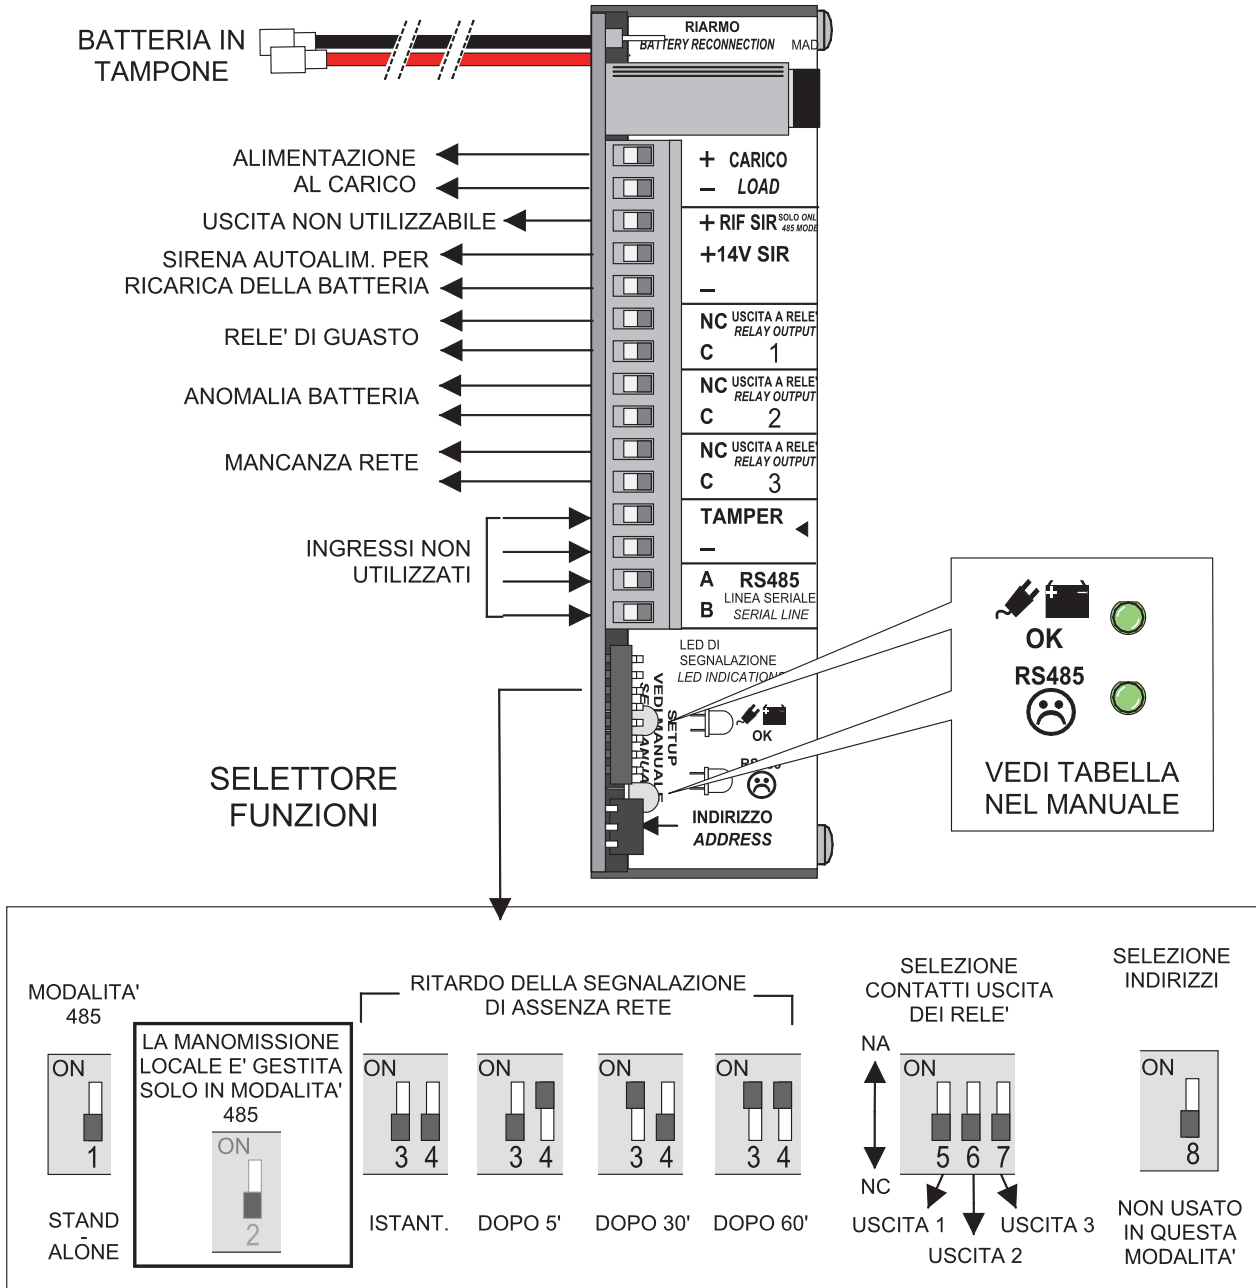 BATTERIA IN
TAMPONE
RIARMO
BATTERY RECONNECTION
MAD
ALIMENTAZIONE
AL CARICO
+ CARICO
– LOAD
USCITA NON UTILIZZABILE
+ RIF SIR SOLO ONL
485 MODE
SIRENA AUTOALIM. PER
RICARICA DELLA BATTERIA
+14V SIR
–
RELE' DI GUASTO
NC USCITA A RELE'
RELAY OUTPUT
C 1
ANOMALIA BATTERIA
NC USCITA A RELE'
RELAY OUTPUT
C 2
MANCANZA RETE
NC USCITA A RELE'
RELAY OUTPUT
C 3
INGRESSI NON
UTILIZZATI
TAMPER
–
A RS485
LINEA SERIALE
B SERIAL LINE
LED DI
SEGNALAZIONE
LED INDICATIONS
SETUP
VEDI MANUALE
OK
INDIRIZZO
ADDRESS
OK
RS485
VEDI TABELLA
NEL MANUALE
SELETTORE
FUNZIONI
MODALITA'
485
ON
1
STAND
-
ALONE
LA MANOMISSIONE
LOCALE E' GESTITA
SOLO IN MODALITA'
485
ON
2
RITARDO DELLA SEGNALAZIONE
DI ASSENZA RETE
ON
3 4
ISTANT.
ON
3 4
DOPO 5'
ON
3 4
DOPO 30'
ON
3 4
DOPO 60'
SELEZIONE
CONTATTI USCITA
DEI RELE'
NA
NC
ON
5 6 7
USCITA 1
USCITA 2
USCITA 3
SELEZIONE
INDIRIZZI
ON
8
NON USATO
IN QUESTA
MODALITA'